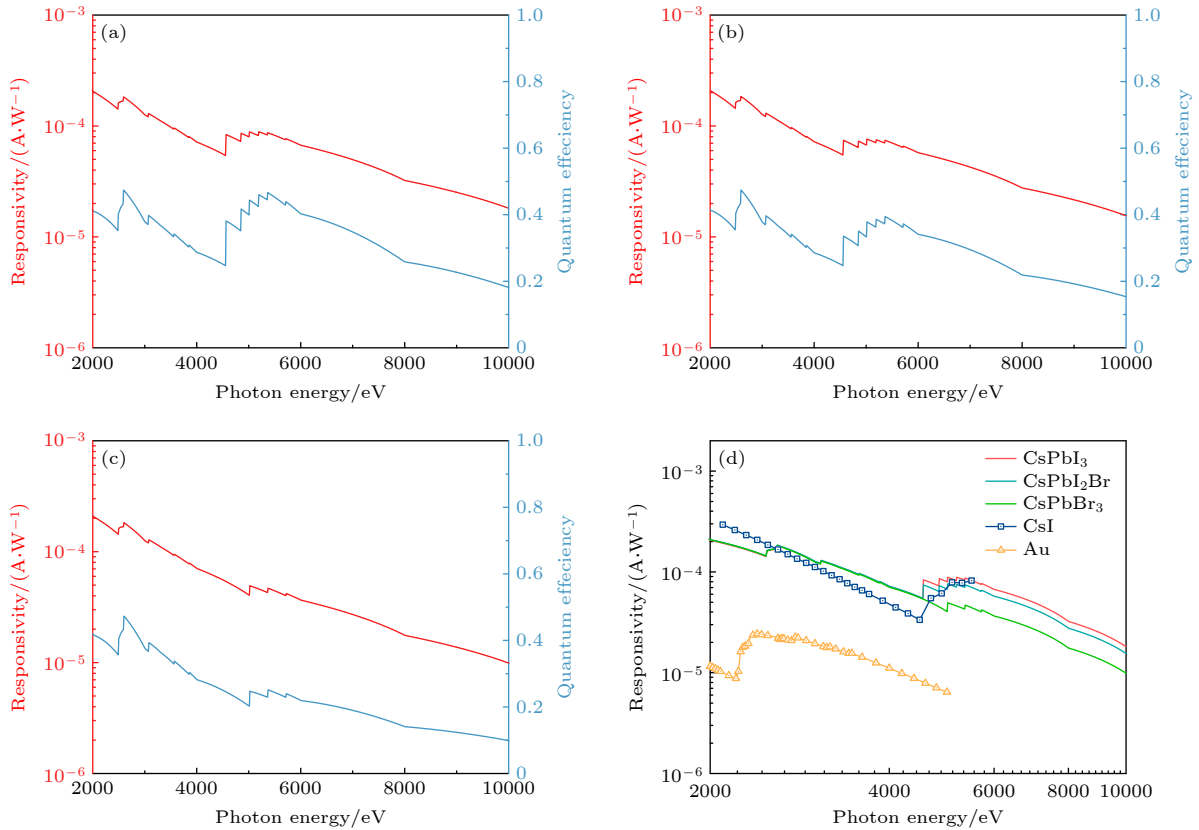 (a)
10⁻³
10⁻⁴
10⁻⁵
10⁻⁶
Responsivity/(A·W⁻¹)
1.0
0.8
0.6
0.4
0.2
0
Quantum effeciency
2000 4000 6000 8000 10000
Photon energy/eV
(b)
10⁻³
10⁻⁴
10⁻⁵
10⁻⁶
Responsivity/(A·W⁻¹)
1.0
0.8
0.6
0.4
0.2
0
Quantum effeciency
2000 4000 6000 8000 10000
Photon energy/eV
(c)
10⁻³
10⁻⁴
10⁻⁵
10⁻⁶
Responsivity/(A·W⁻¹)
1.0
0.8
0.6
0.4
0.2
0
Quantum effeciency
2000 4000 6000 8000 10000
Photon energy/eV
(d)
10⁻³
10⁻⁴
10⁻⁵
10⁻⁶
Responsivity/(A·W⁻¹)
CsPbI₃
CsPbI₂Br
CsPbBr₃
CsI
Au
2000 4000 6000 8000 10000
Photon energy/eV